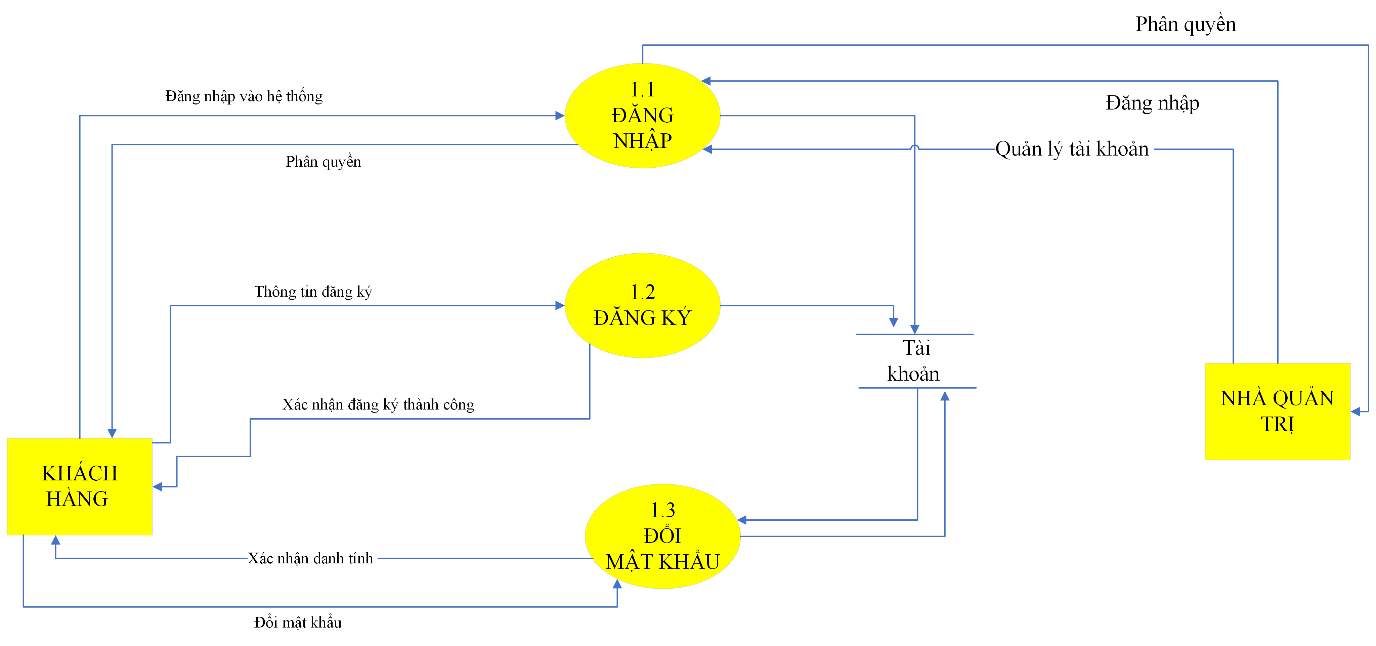 Phân quyền
Đăng nhập vào hệ thống
1.1
ĐĂNG
NHẬP
Đăng nhập
Phân quyền
Quản lý tài khoản
Thông tin đăng ký
1.2
ĐĂNG KÝ
Tài
khoản
NHÀ QUẢN
TRỊ
Xác nhận đăng ký thành công
KHÁCH
HÀNG
1.3
ĐỔI
MẬT KHẨU
Xác nhận danh tính
Đổi mật khẩu